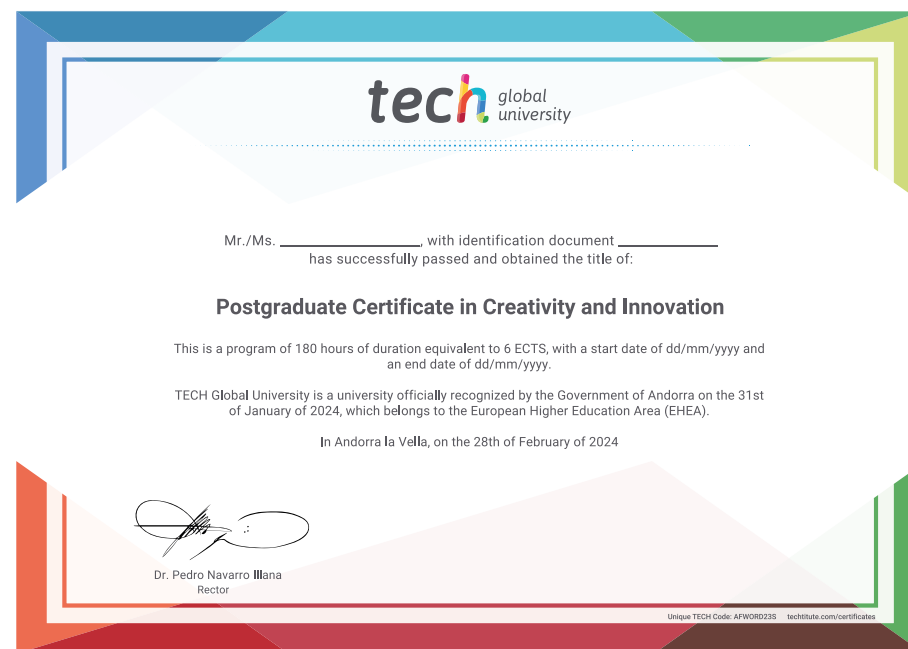 tech global
university
Mr./Ms. ____________, with identification document ____________
has successfully passed and obtained the title of:
Postgraduate Certificate in Creativity and Innovation
This is a program of 180 hours of duration equivalent to 6 ECTS, with a start date of dd/mm/yyyy and
an end date of dd/mm/yyyy.
TECH Global University is a university officially recognized by the Government of Andorra on the 31st
of January of 2024, which belongs to the European Higher Education Area (EHEA).
In Andorra la Vella, on the 28th of February of 2024
Dr. Pedro Navarro Illana
Rector
Unique TECH Code: AFWORD23S techtitute.com/certificates